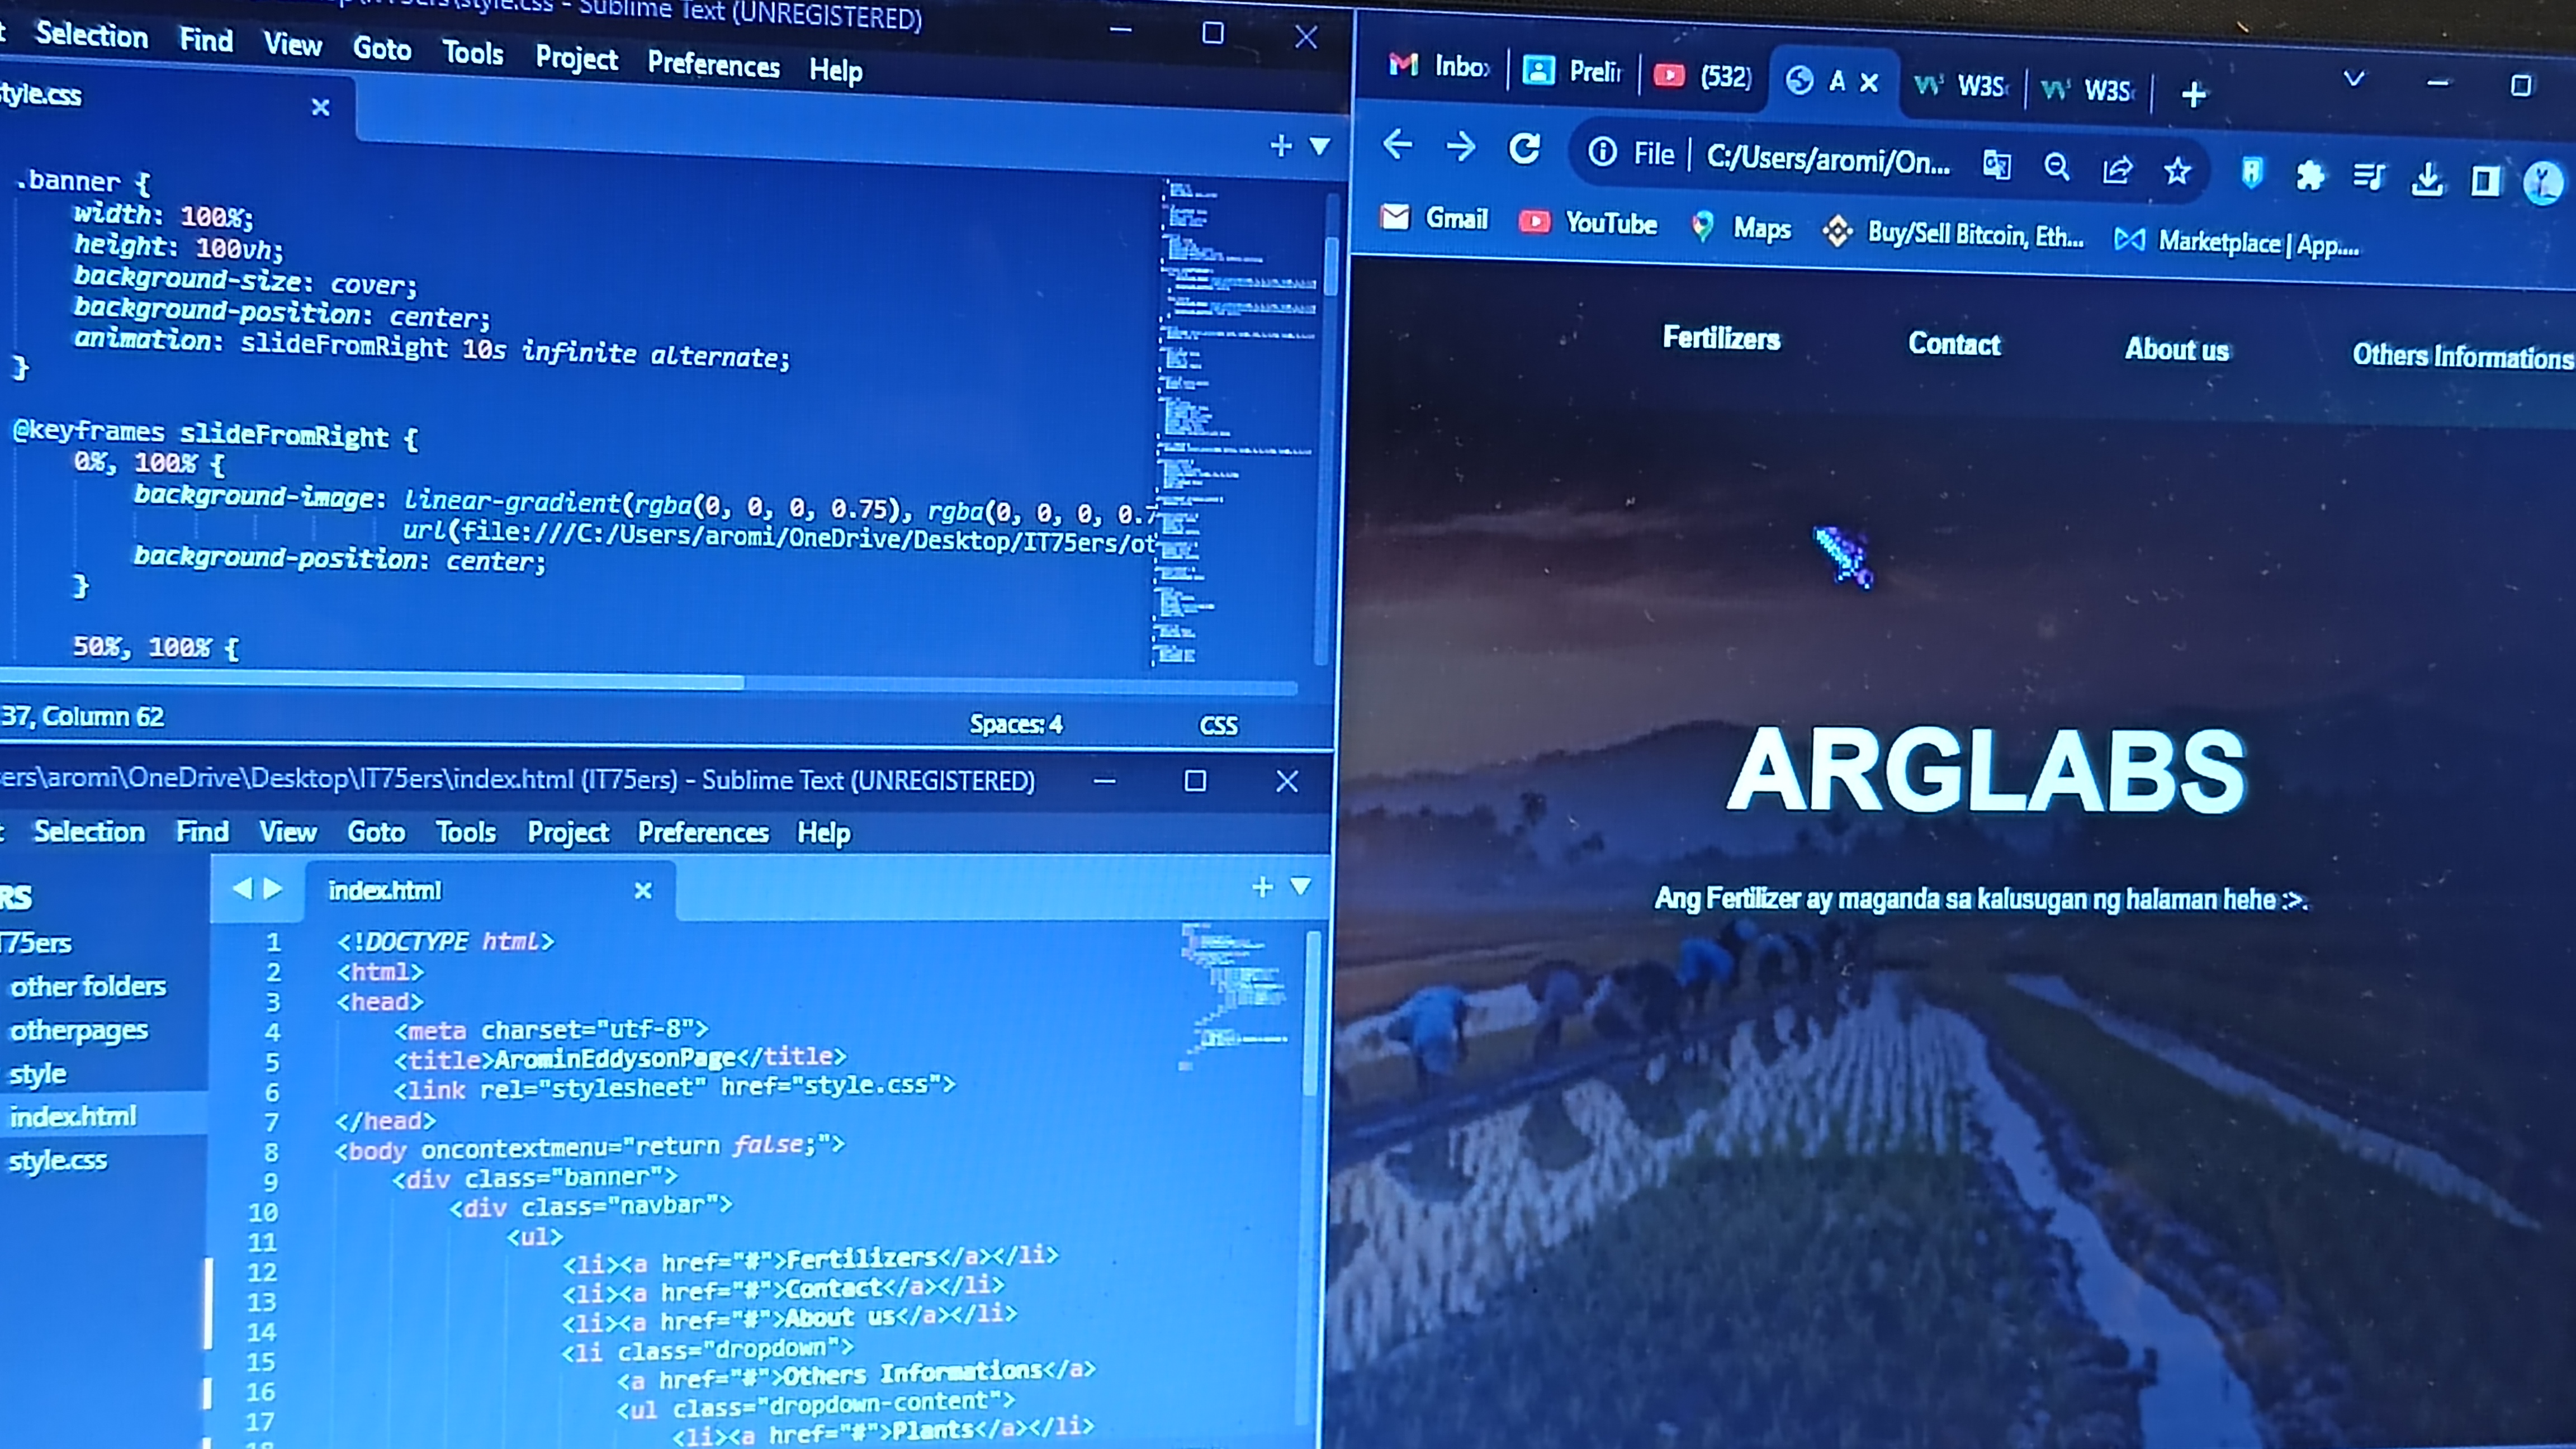 style.css - Sublime Text (UNREGISTERED)
Selection Find View Goto Tools Project Preferences Help
style.css
.banner {
width: 100%;
height: 100vh;
background-size: cover;
background-position: center;
animation: slideFromRight 10s infinite alternate;
}
@keyframes slideFromRight {
0%, 100% {
background-image: linear-gradient(rgba(0, 0, 0, 0.75), rgba(0, 0, 0, 0.7
url(file:///C:/Users/aromi/OneDrive/Desktop/IT75ers/ot
background-position: center;
}
50%, 100% {
37, Column 62 Spaces: 4 CSS
ers\aromi\OneDrive\Desktop\IT75ers\index.html (IT75ers) - Sublime Text (UNREGISTERED)
Selection Find View Goto Tools Project Preferences Help
RS
T75ers
other folders
otherpages
style
index.html
style.css
index.html
1 <!DOCTYPE html>
2 <html>
3 <head>
4 <meta charset="utf-8">
5 <title>ArominEddysonPage</title>
6 <link rel="stylesheet" href="style.css">
7 </head>
8 <body oncontextmenu="return false;">
9 <div class="banner">
10 <div class="navbar">
11 <ul>
12 <li><a href="#">Fertilizers</a></li>
13 <li><a href="#">Contact</a></li>
14 <li><a href="#">About us</a></li>
15 <li class="dropdown">
16 <a href="#">Others Informations</a>
17 <ul class="dropdown-content">
<li><a href="#">Plants</a></li>
Inbo Prelin (532) A W3S W3S
File C:/Users/aromi/On...
Gmail YouTube Maps Buy/Sell Bitcoin, Eth... Marketplace | App....
Fertilizers Contact About us Others Informations
ARGLABS
Ang Fertilizer ay maganda sa kalusugan ng halaman hehe :>.